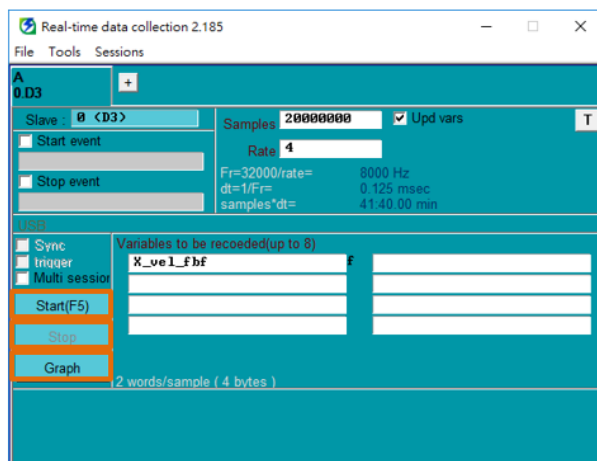 Real-time data collection 2.185
File Tools Sessions
A
0.D3
+
Slave : 0 (D3)
Samples 20000000
Upd vars
T
Start event
Rate 4
Fr=32000/rate= 8000 Hz
Stop event
dt=1/Fr= 0.125 msec
samples*dt= 41:40.00 min
USB
Sync
Variables to be recoeded(up to 8)
trigger
X_vel_fbf f
Multi session
Start(F5)
Stop
Graph
2 words/sample ( 4 bytes )